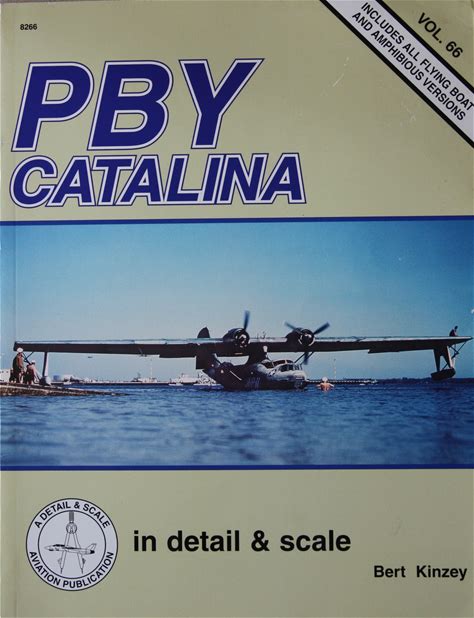 8266
VOL. 66
INCLUDES ALL FLYING BOAT
AND AMPHIBIOUS VERSIONS
PBY
CATALINA
A DETAIL & SCALE
AVIATION PUBLICATION
in detail & scale
Bert Kinzey